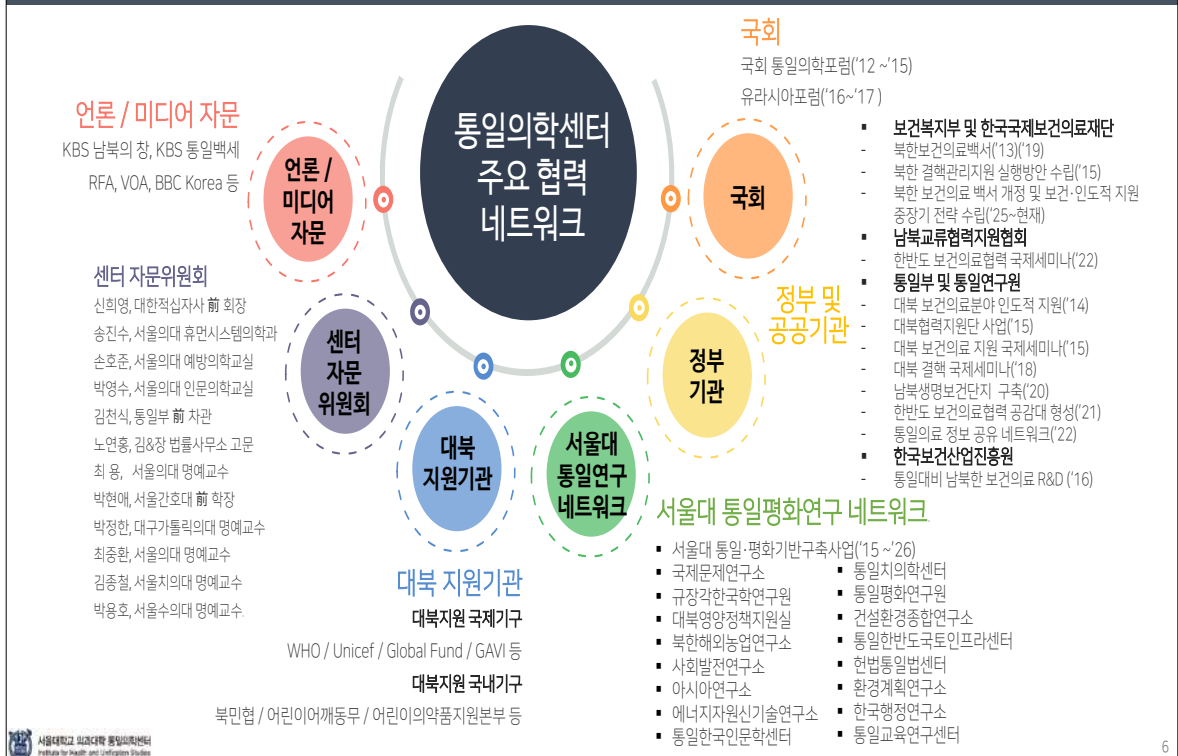 통일의학센터
주요 협력
네트워크
언론 / 미디어 자문
KBS 남북의 창, KBS 통일백세
RFA, VOA, BBC Korea 등
언론 /
미디어
자문
센터 자문위원회
신희영, 대한적십자사 前 회장
송진수, 서울의대 휴먼시스템의학과
손호준, 서울의대 예방의학교실
박영수, 서울의대 인문의학교실
김천식, 통일부 前 차관
노연홍, 김&장 법률사무소 고문
최 용, 서울의대 명예교수
박현애, 서울간호대 前 학장
박정한, 대구가톨릭의대 명예교수
최중환, 서울의대 명예교수
김종철, 서울치의대 명예교수
박용호, 서울수의대 명예교수
센터
자문
위원회
대북
지원기관
대북 지원기관
대북지원 국제기구
WHO / Unicef / Global Fund / GAVI 등
대북지원 국내기구
북민협 / 어린이어깨동무 / 어린이의약품지원본부 등
서울대
통일연구
네트워크
서울대 통일평화연구 네트워크
▪ 서울대 통일·평화기반구축사업('15 ~'26)
▪ 국제문제연구소
▪ 규장각한국학연구원
▪ 대북영양정책지원실
▪ 북한해외농업연구소
▪ 사회발전연구소
▪ 아시아연구소
▪ 에너지자원신기술연구소
▪ 통일한국인문학센터
▪ 통일치의학센터
▪ 통일평화연구원
▪ 건설환경종합연구소
▪ 통일한반도국토인프라센터
▪ 헌법통일법센터
▪ 환경계획연구소
▪ 한국행정연구소
▪ 통일교육연구센터
정부
기관
정부 및
공공기관
▪ 보건복지부 및 한국국제보건의료재단
- 북한보건의료백서('13)('19)
- 북한 결핵관리지원 실행방안 수립('15)
- 북한 보건의료 백서 개정 및 보건·인도적 지원
중장기 전략 수립('25~현재)
▪ 남북교류협력지원협회
- 한반도 보건의료협력 국제세미나('22)
▪ 통일부 및 통일연구원
- 대북 보건의료분야 인도적 지원('14)
- 대북협력지원단 사업('15)
- 대북 보건의료 지원 국제세미나('15)
- 대북 결핵 국제세미나('18)
- 남북생명보건단지 구축('20)
- 한반도 보건의료협력 공감대 형성('21)
- 통일의료 정보 공유 네트워크('22)
▪ 한국보건산업진흥원
- 통일대비 남북한 보건의료 R&D ('16)
국회
국회
국회 통일의학포럼('12 ~'15)
유라시아포럼('16~'17 )
서울대학교 의과대학 통일의학센터
Institute for Health and Unification Studies
6